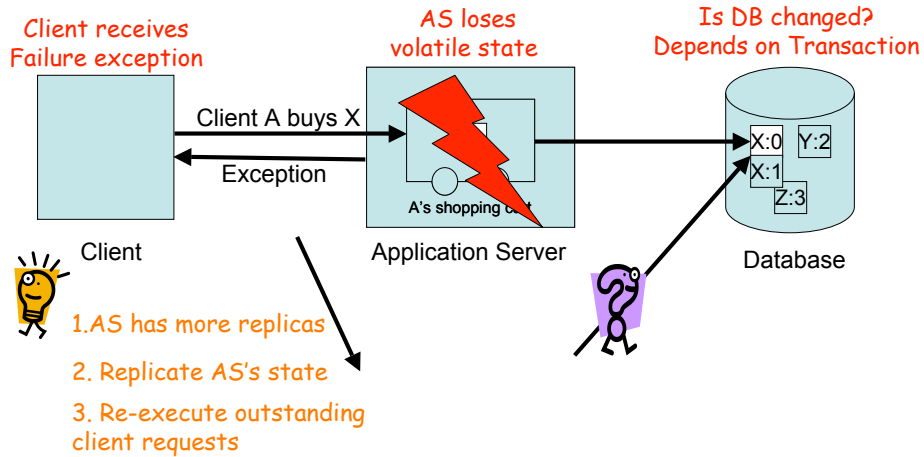 Client receives
Failure exception
AS loses
volatile state
Is DB changed?
Depends on Transaction
Client A buys X
Exception
X:0
Y:2
X:1
Z:3
A's shopping
Client
Application Server
Database
1.AS has more replicas
2. Replicate AS's state
3. Re-execute outstanding
client requests